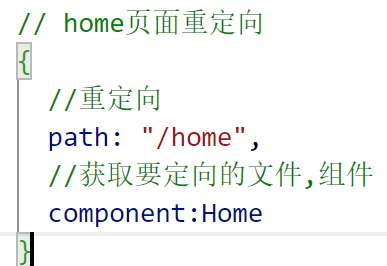 // home页面重定向
{
//重定向
path: "/home",
//获取要定向的文件,组件
component:Home
}